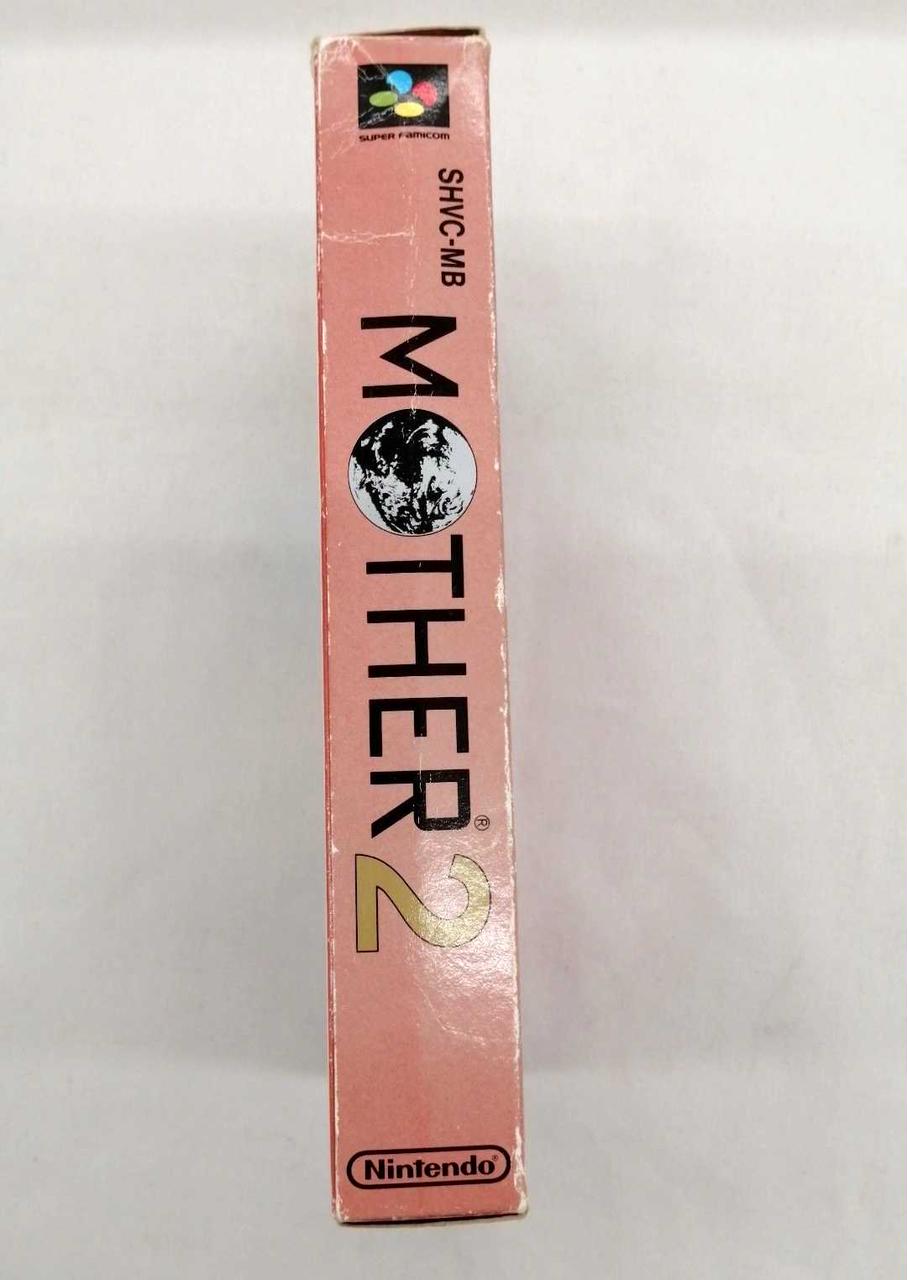 SUPER FAMICOM
SHVC-MB
MOTHER® 2
Nintendo®